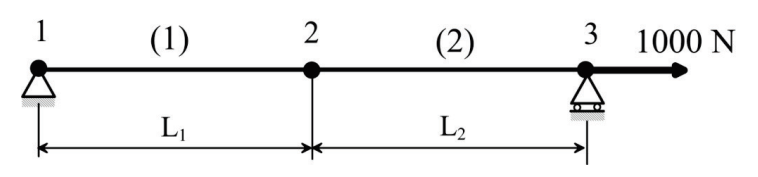 1 (1) 2 (2) 3 1000 N
L₁ L₂